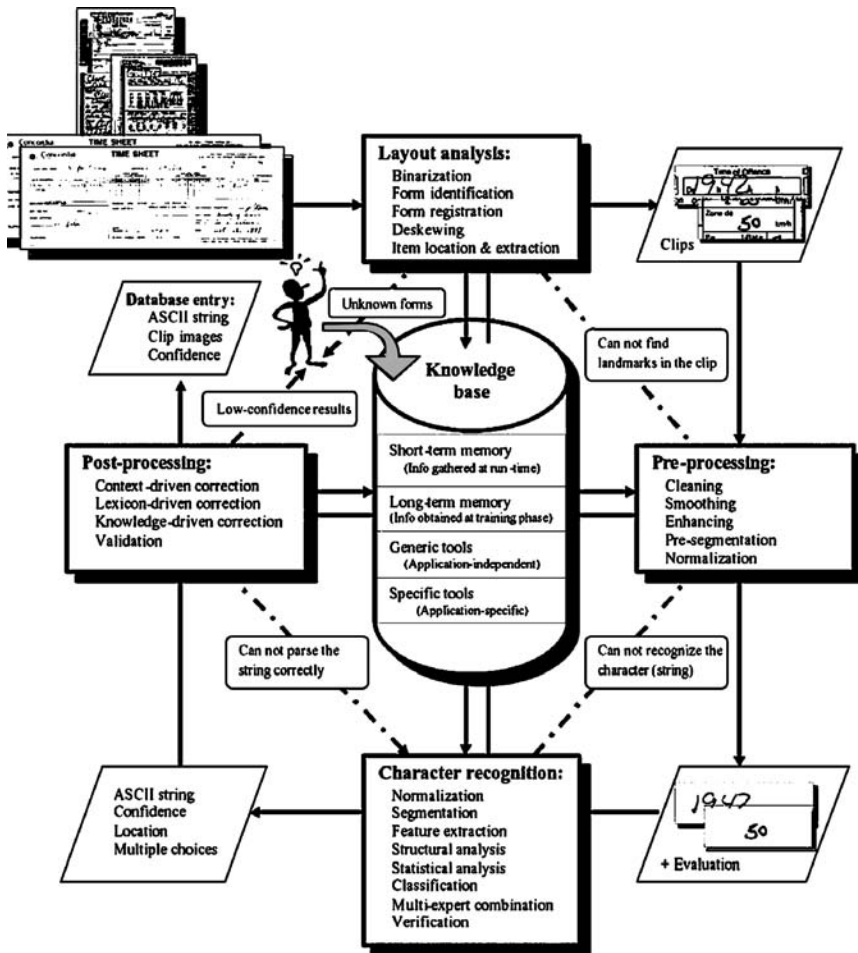 Concordia TIME SHEET
Concordia TIME SHEET
Layout analysis:
Binarization
Form identification
Form registration
Deskewing
Item location & extraction
Time of Offence
1942
h
Zone de
50 km/h
Clips
Database entry:
ASCII string
Clip images
Confidence
Unknown forms
Can not find
landmarks in the clip
Knowledge
base
Low-confidence results
Short-term memory
(Info gathered at run -time)
Long-term memory
(Info obtained at training phase)
Generic tools
(Application-independent)
Specific tools
(Application-specific)
Post-processing:
Context -driven correction
Lexicon-driven correction
Knowledge-driven correction
Validation
Pre-processing:
Cleaning
Smoothing
Enhancing
Pre-segmentation
Normalization
Can not parse the
string correctly
Can not recognize the
character (string)
ASCII string
Confidence
Location
Multiple choices
Character recognition:
Normalization
Segmentation
Feature extraction
Structural analysis
Statistical analysis
Classification
Multi-expert combination
Verification
1942
50
+ Evaluation